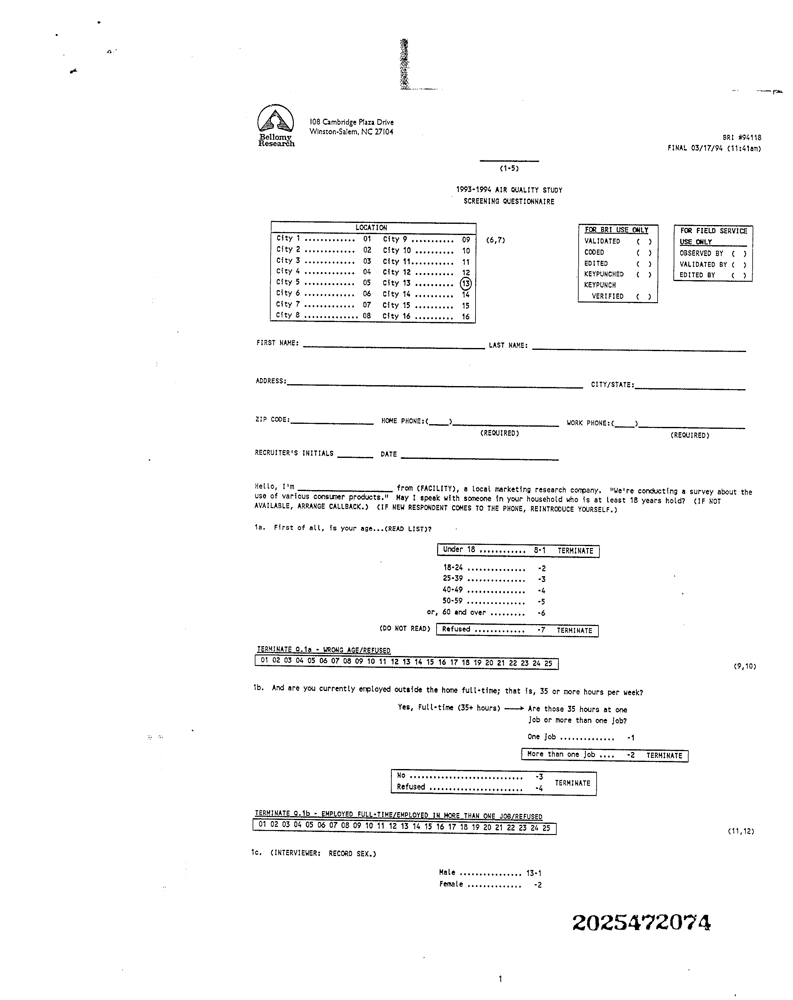 Bellomy
Research
108 Cambridge Plaza Drive
Winston-Salem, NC 27104
BRI #94118
FINAL 03/17/94 (11:41am)
(1-5)
1993-1994 AIR QUALITY STUDY
SCREENING QUESTIONNAIRE
LOCATION
City 1 ............. 01 City 9 ........... 09 (6,7)
City 2 ............. 02 City 10 .......... 10
City 3 ............. 03 City 11........... 11
City 4 ............. 04 City 12 .......... 12
City 5 ............. 05 City 13 .......... 13
City 6 ............. 06 City 14 .......... 14
City 7 ............. 07 City 15 .......... 15
City 8 ............. 08 City 16 .......... 16
FOR BRI USE ONLY
VALIDATED ( )
CODED ( )
EDITED ( )
KEYPUNCHED ( )
KEYPUNCH
VERIFIED ( )
FOR FIELD SERVICE
USE ONLY
OBSERVED BY ( )
VALIDATED BY ( )
EDITED BY ( )
FIRST NAME: LAST NAME:
ADDRESS: CITY/STATE:
ZIP CODE: HOME PHONE:(____) WORK PHONE:(____)
(REQUIRED) (REQUIRED)
RECRUITER'S INITIALS DATE
Hello, I'm from (FACILITY), a local marketing research company. "We're conducting a survey about the
use of various consumer products." May I speak with someone in your household who is at least 18 years hold? (IF NOT
AVAILABLE, ARRANGE CALLBACK.) (IF NEW RESPONDENT COMES TO THE PHONE, REINTRODUCE YOURSELF.)
1a. First of all, is your age...(READ LIST)?
Under 18 ............ 8-1 TERMINATE
18-24 ............... -2
25-39 ............... -3
40-49 ............... -4
50-59 ............... -5
or, 60 and over ......... -6
(DO NOT READ) Refused ............. -7 TERMINATE
TERMINATE Q.1a - WRONG AGE/REFUSED
01 02 03 04 05 06 07 08 09 10 11 12 13 14 15 16 17 18 19 20 21 22 23 24 25
(9,10)
1b. And are you currently employed outside the home full-time; that is, 35 or more hours per week?
Yes, Full-time (35+ hours) → Are those 35 hours at one
job or more than one job?
One job .............. -1
More than one job .... -2 TERMINATE
No ............................. -3
Refused ........................ -4
TERMINATE
TERMINATE Q.1b - EMPLOYED FULL-TIME/EMPLOYED IN MORE THAN ONE JOB/REFUSED
01 02 03 04 05 06 07 08 09 10 11 12 13 14 15 16 17 18 19 20 21 22 23 24 25
(11,12)
1c. (INTERVIEWER: RECORD SEX.)
Male ................ 13-1
Female .............. -2
2025472074
1